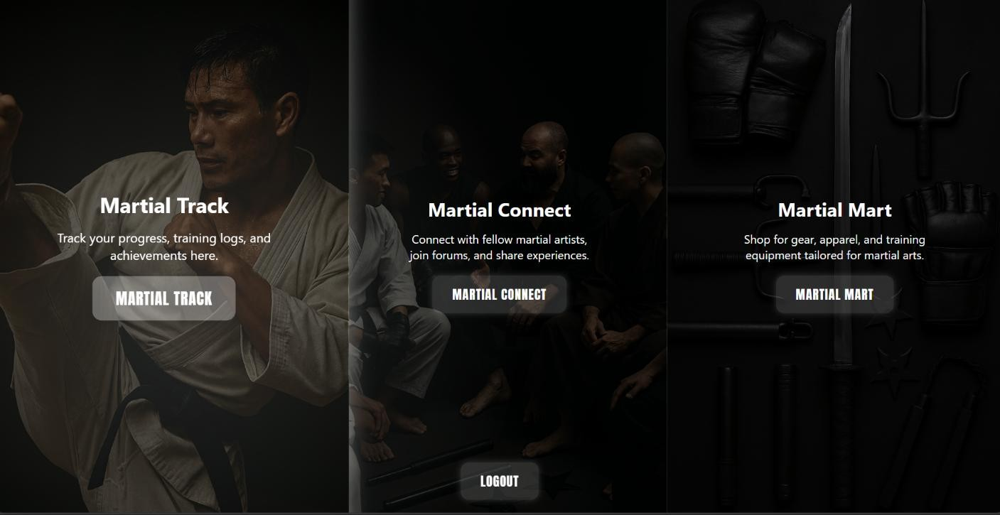 Martial Track
Track your progress, training logs, and
achievements here.
MARTIAL TRACK
Martial Connect
Connect with fellow martial artists,
join forums, and share experiences.
MARTIAL CONNECT
Martial Mart
Shop for gear, apparel, and training
equipment tailored for martial arts.
MARTIAL MART
LOGOUT